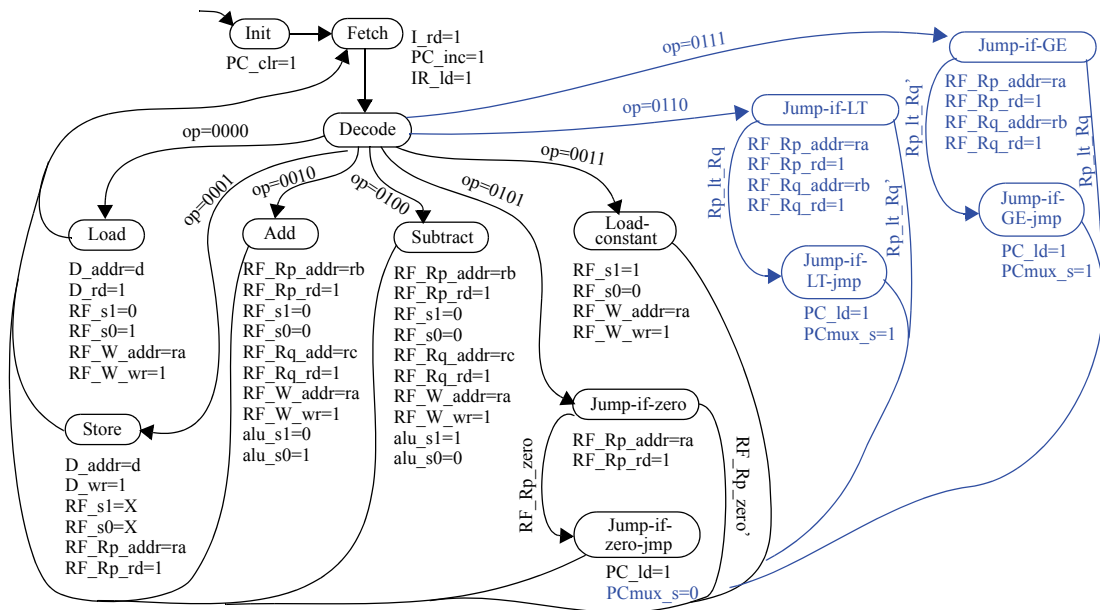 Init
PC_clr=1
Fetch
I_rd=1
PC_inc=1
IR_ld=1
Decode
op=0000
op=0001
op=0010
op=0100
op=0101
op=0011
op=0110
op=0111
Load
D_addr=d
D_rd=1
RF_s1=0
RF_s0=1
RF_W_addr=ra
RF_W_wr=1
Store
D_addr=d
D_wr=1
RF_s1=X
RF_s0=X
RF_Rp_addr=ra
RF_Rp_rd=1
Add
RF_Rp_addr=rb
RF_Rp_rd=1
RF_s1=0
RF_s0=0
RF_Rq_add=rc
RF_Rq_rd=1
RF_W_addr=ra
RF_W_wr=1
alu_s1=0
alu_s0=1
Subtract
RF_Rp_addr=rb
RF_Rp_rd=1
RF_s1=0
RF_s0=0
RF_Rq_addr=rc
RF_Rq_rd=1
RF_W_addr=ra
RF_W_wr=1
alu_s1=1
alu_s0=0
Load-
constant
RF_s1=1
RF_s0=0
RF_W_addr=ra
RF_W_wr=1
Jump-if-zero
RF_Rp_addr=ra
RF_Rp_rd=1
RF_Rp_zero
RF_Rp_zero’
Jump-if-
zero-jmp
PC_ld=1
PCmux_s=0
Jump-if-LT
RF_Rp_addr=ra
RF_Rp_rd=1
RF_Rq_addr=rb
RF_Rq_rd=1
Rp_lt_Rq
Rp_lt_Rq’
Jump-if-
LT-jmp
PC_ld=1
PCmux_s=1
Jump-if-GE
RF_Rp_addr=ra
RF_Rp_rd=1
RF_Rq_addr=rb
RF_Rq_rd=1
Rp_lt_Rq’
Rp_lt_Rq
Jump-if-
GE-jmp
PC_ld=1
PCmux_s=1